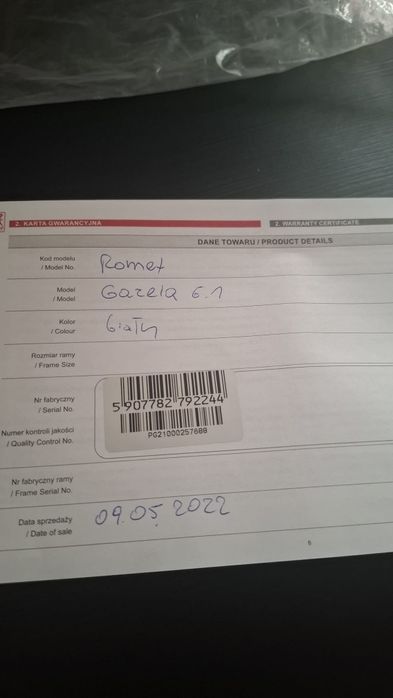 2. KARTA GWARANCYJNA
2. WARRANTY CERTIFICATE
DANE TOWARU / PRODUCT DETAILS
Kod modelu
/ Model No.
Romet
Model
/ Model
Gazela 6.1
Kolor
/ Colour
biały
Rozmiar ramy
/ Frame Size
Nr fabryczny
/ Serial No.
5 907782 792244
Numer kontroli jakości
/ Quality Control No.
PG21000257688
Nr fabryczny ramy
/ Frame Serial No.
Data sprzedaży
/ Date of sale
09.05.2022
5